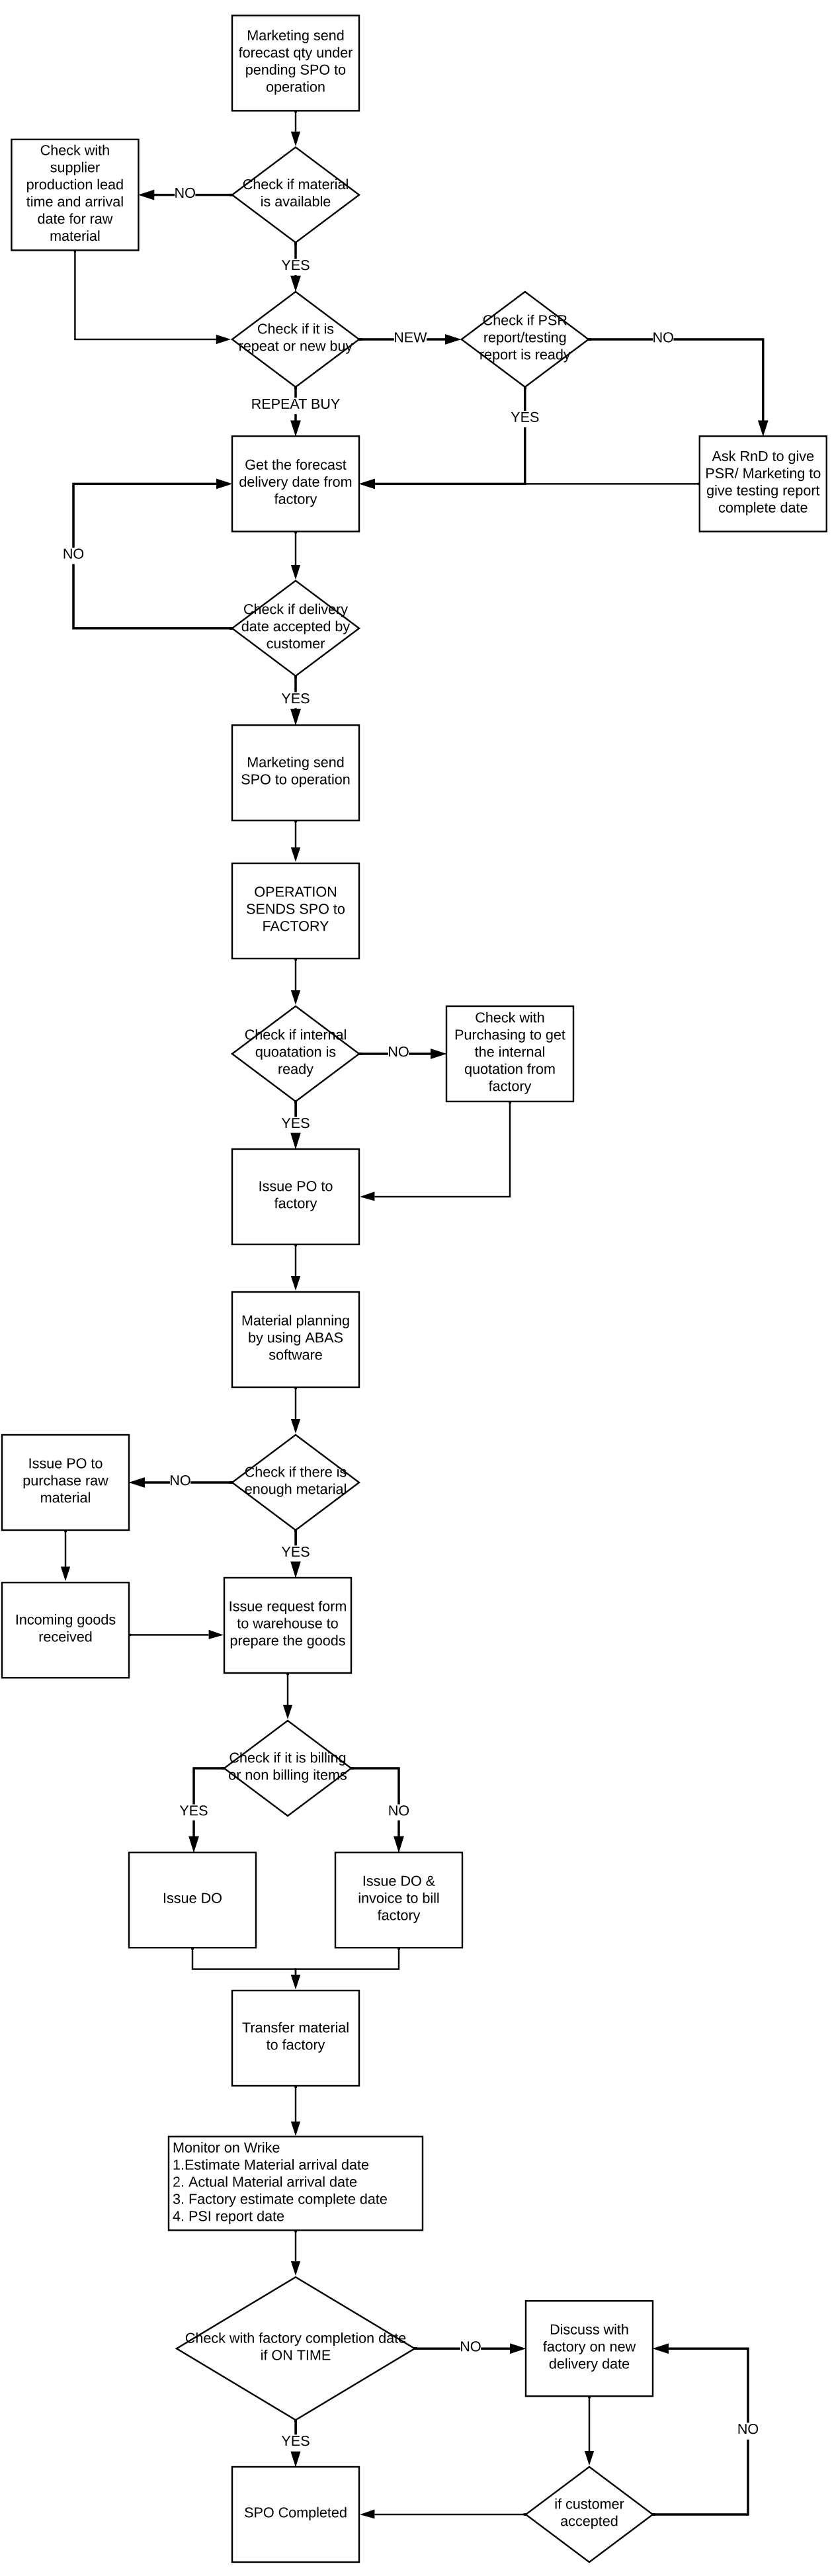 Marketing send
forecast qty under
pending SPO to
operation
Check with
supplier
production lead
time and arrival
date for raw
material
NO
Check if material
is available
YES
Check if it is
repeat or new buy
NEW
Check if PSR
report/testing
report is ready
NO
REPEAT BUY
YES
Get the forecast
delivery date from
factory
Ask RnD to give
PSR/ Marketing to
give testing report
complete date
NO
Check if delivery
date accepted by
customer
YES
Marketing send
SPO to operation
OPERATION
SENDS SPO to
FACTORY
Check if internal
quoatation is
ready
NO
Check with
Purchasing to get
the internal
quotation from
factory
YES
Issue PO to
factory
Material planning
by using ABAS
software
Issue PO to
purchase raw
material
NO
Check if there is
enough metarial
YES
Incoming goods
received
Issue request form
to warehouse to
prepare the goods
Check if it is billing
or non billing items
YES
NO
Issue DO
Issue DO &
invoice to bill
factory
Transfer material
to factory
Monitor on Wrike
1.Estimate Material arrival date
2. Actual Material arrival date
3. Factory estimate complete date
4. PSI report date
Check with factory completion date
if ON TIME
NO
Discuss with
factory on new
delivery date
YES
NO
SPO Completed
if customer
accepted